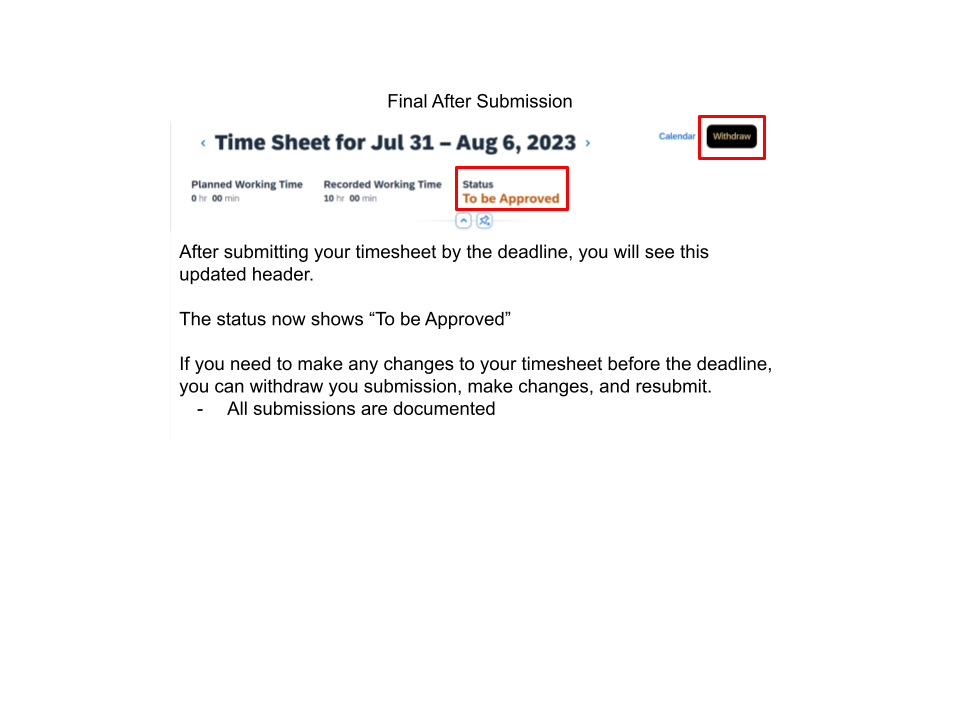 Final After Submission
‹ Time Sheet for Jul 31 – Aug 6, 2023 ›
Calendar Withdraw
Planned Working Time Recorded Working Time Status
0 hr 00 min 10 hr 00 min To be Approved
After submitting your timesheet by the deadline, you will see this
updated header.
The status now shows “To be Approved”
If you need to make any changes to your timesheet before the deadline,
you can withdraw you submission, make changes, and resubmit.
- All submissions are documented